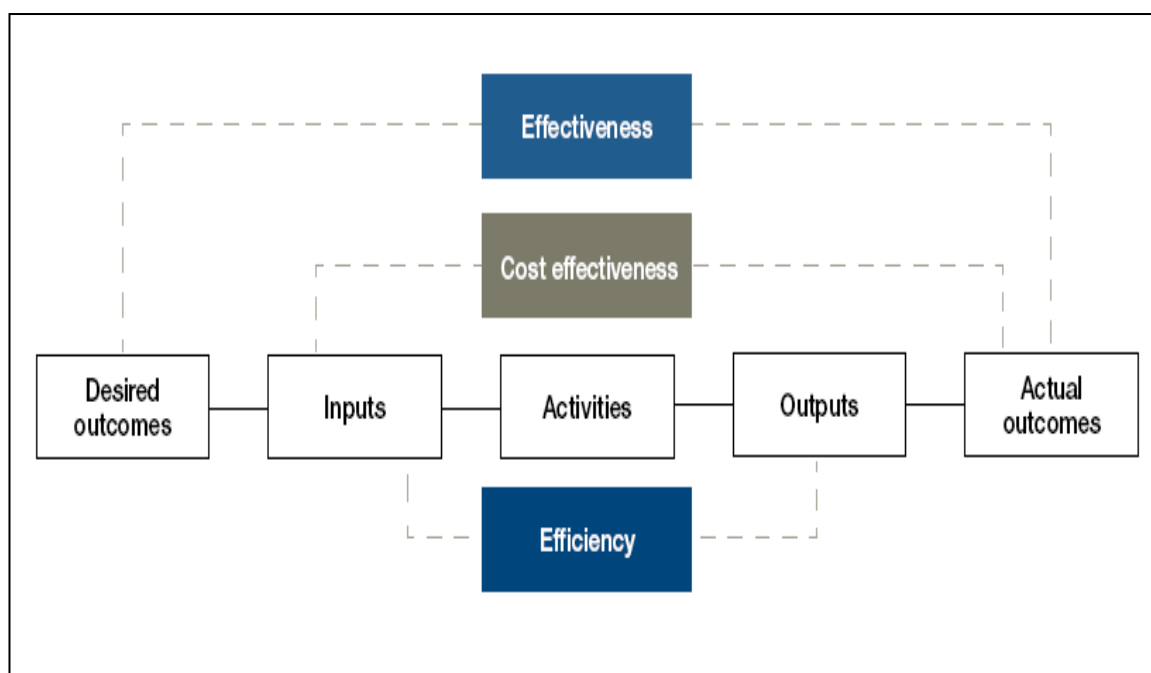 Effectiveness
Cost effectiveness
Desired
outcomes
Inputs
Activities
Outputs
Actual
outcomes
Efficiency